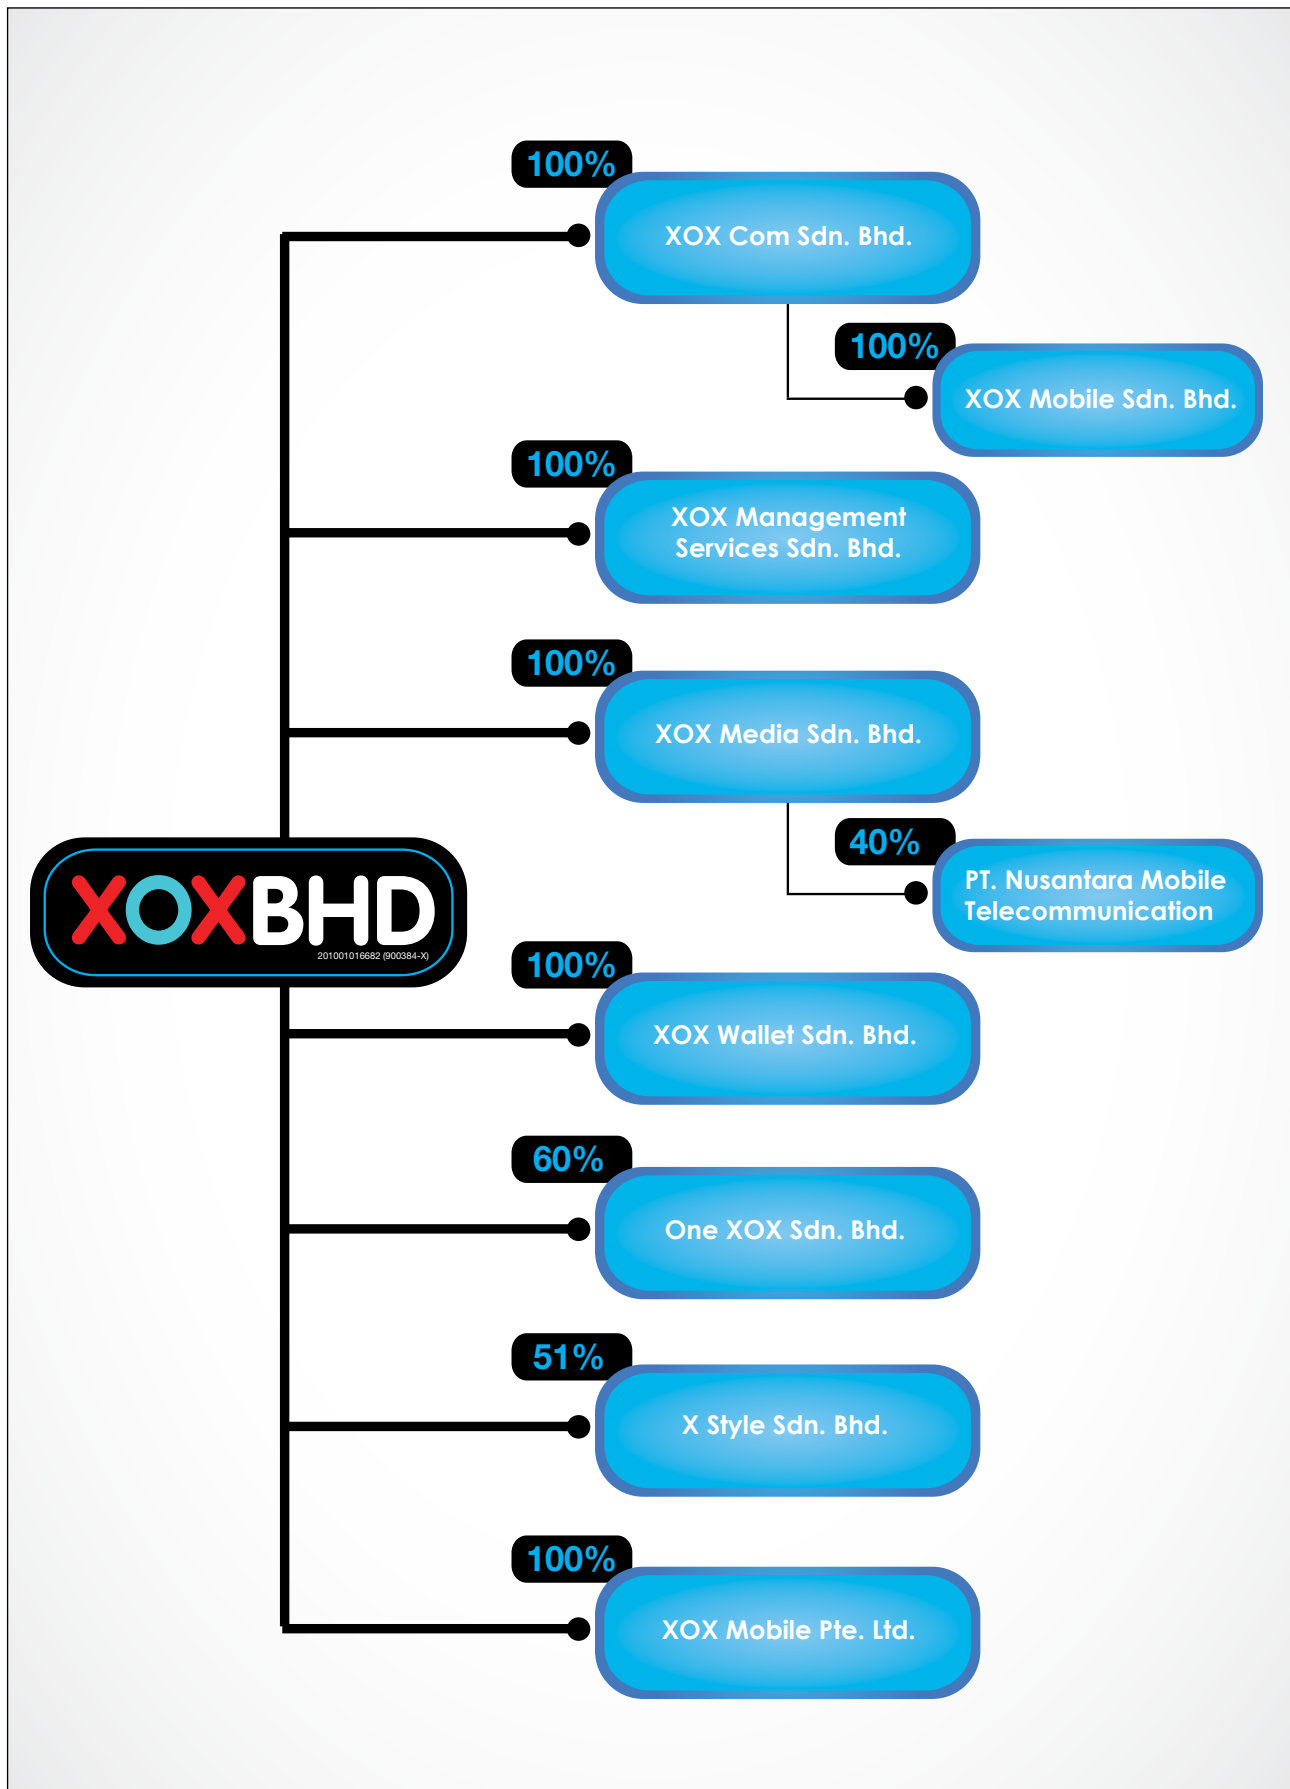 100%
XOX Com Sdn. Bhd.
100%
XOX Mobile Sdn. Bhd.
100%
XOX Management
Services Sdn. Bhd.
100%
XOX Media Sdn. Bhd.
40%
PT. Nusantara Mobile
Telecommunication
XOXBHD
201001016682 (900384-X)
100%
XOX Wallet Sdn. Bhd.
60%
One XOX Sdn. Bhd.
51%
X Style Sdn. Bhd.
100%
XOX Mobile Pte. Ltd.